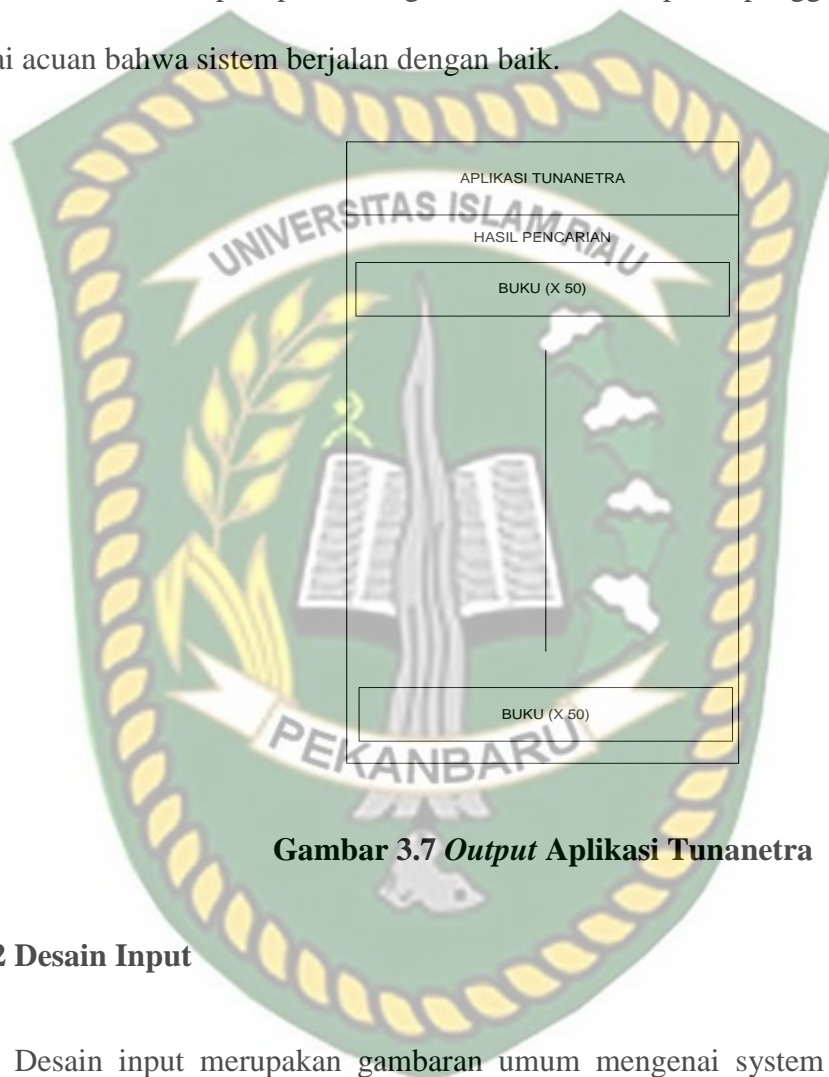 ai acuan bahwa sistem berjalan dengan baik.
APLIKASI TUNANETRA
UNIVERSITAS ISLAM RIAU
HASIL PENCARIAN
BUKU (X 50)
BUKU (X 50)
PEKANBARU
Gambar 3.7 Output Aplikasi Tunanetra
2 Desain Input
Desain input merupakan gambaran umum mengenai system